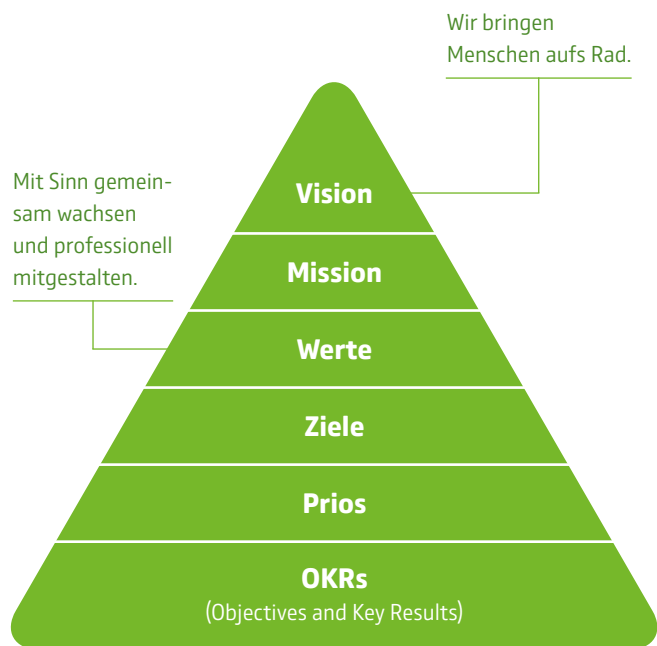 Wir bringen
Menschen aufs Rad.
Mit Sinn gemein-
sam wachsen
und professionell
mitgestalten.
Vision
Mission
Werte
Ziele
Prios
OKRs
(Objectives and Key Results)